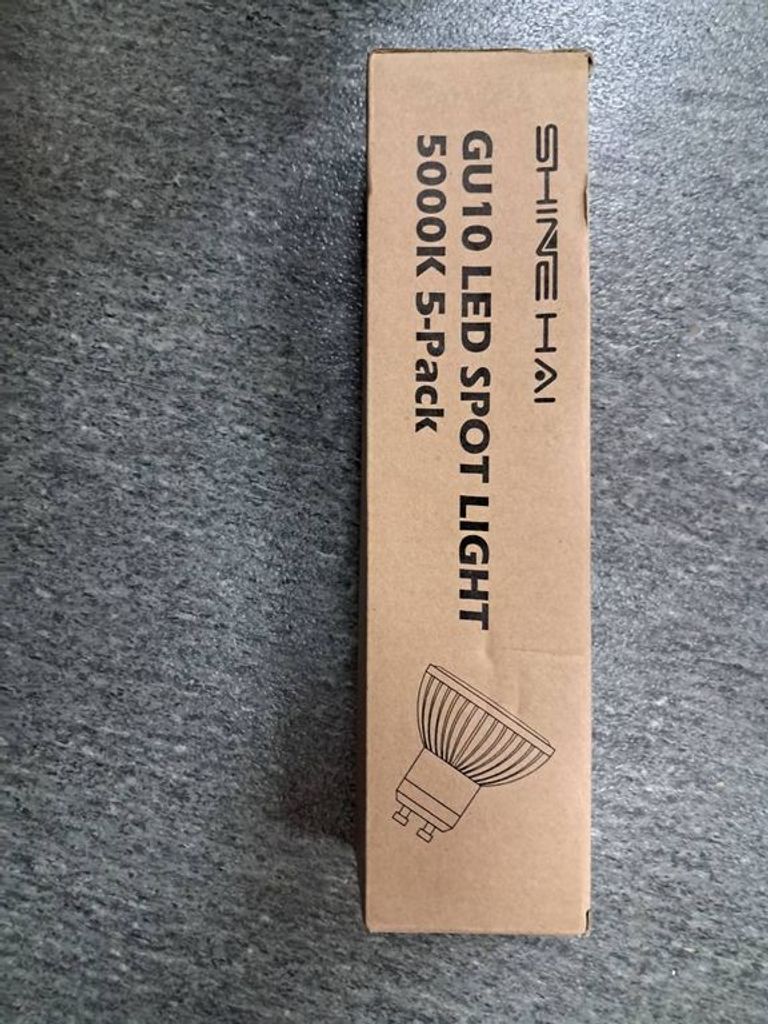 SHINE HAI
GU10 LED SPOT LIGHT
5000K 5-Pack